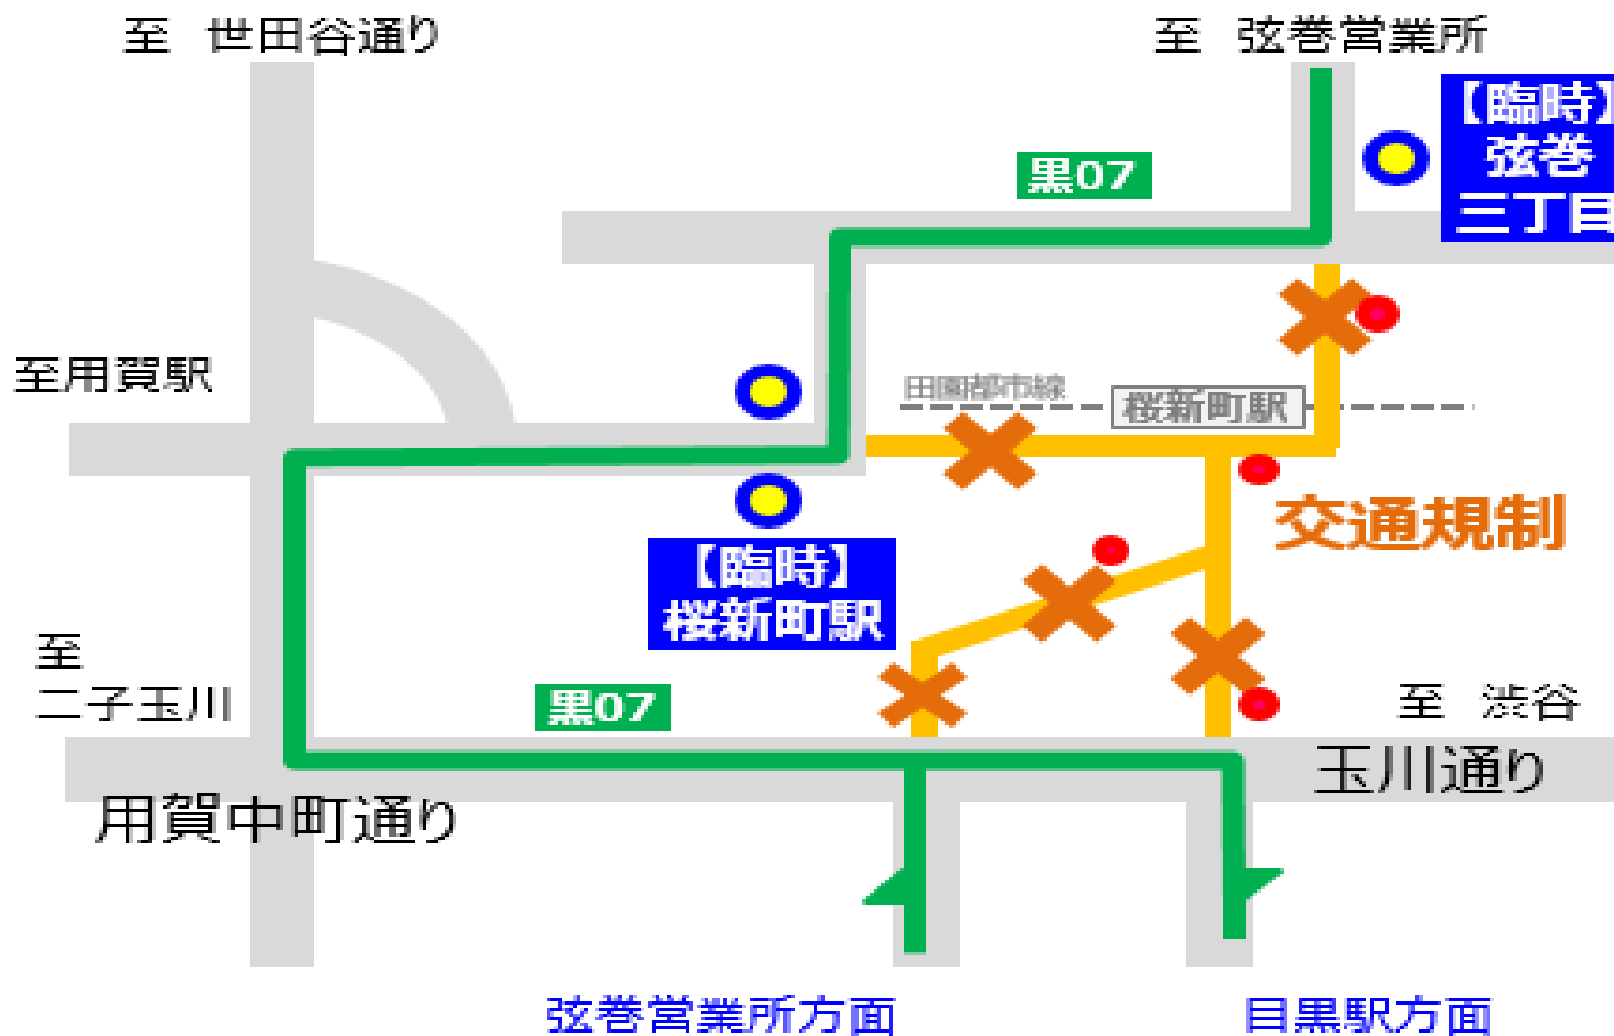 至 世田谷通り
至 弦巻営業所
【臨時】
弦巻
三丁目
黒07
至用賀駅
田園都市線
桜新町駅
交通規制
【臨時】
桜新町駅
至
二子玉川
黒07
至 渋谷
玉川通り
用賀中町通り
弦巻営業所方面
目黒駅方面